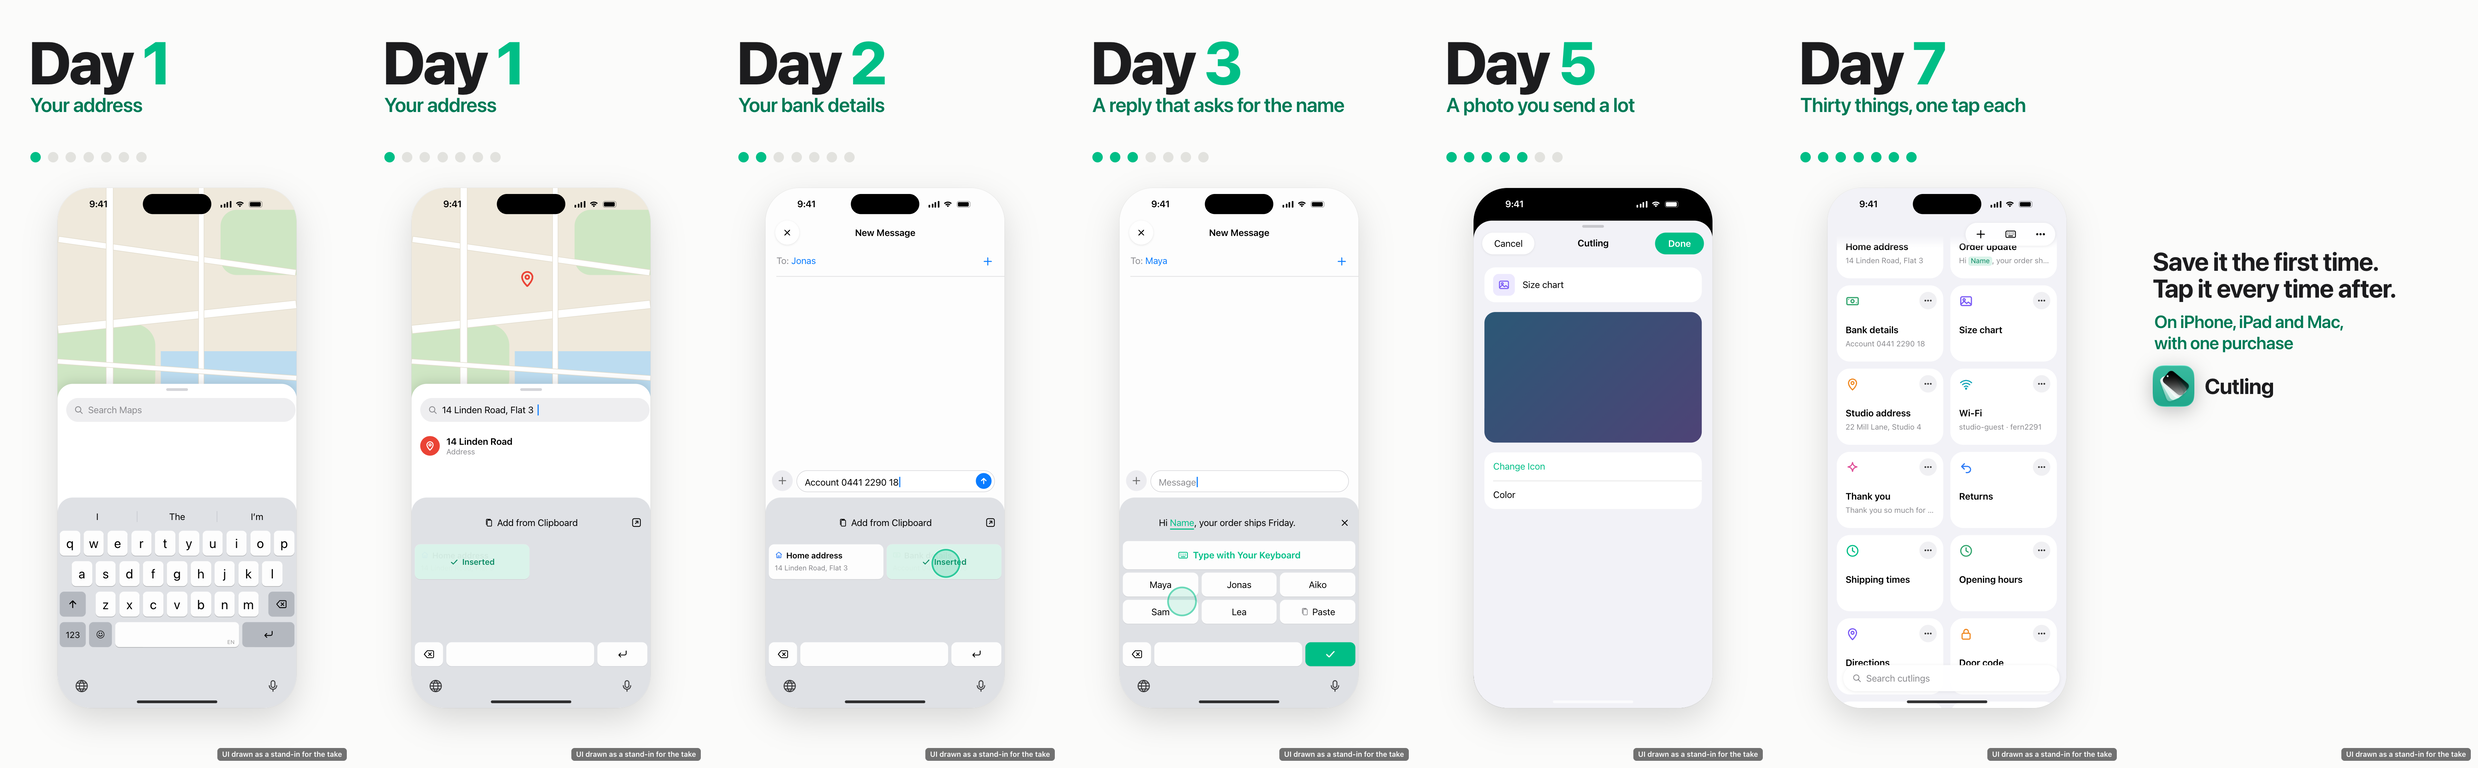 Day 1
Your address
9:41
Search Maps
I The I'm
q w e r t y u i o p
a s d f g h j k l
z x c v b n m
123
EN
UI drawn as a stand-in for the take
Day 1
Your address
9:41
14 Linden Road, Flat 3
14 Linden Road
Address
Add from Clipboard
Inserted
UI drawn as a stand-in for the take
Day 2
Your bank details
9:41
New Message
To: Jonas
Account 0441 2290 18
Add from Clipboard
Home address
14 Linden Road, Flat 3
Inserted
UI drawn as a stand-in for the take
Day 3
A reply that asks for the name
9:41
New Message
To: Maya
Message
Hi Name, your order ships Friday.
Type with Your Keyboard
Maya Jonas Aiko
Sam Lea Paste
UI drawn as a stand-in for the take
Day 5
A photo you send a lot
9:41
Cancel Cutling Done
Size chart
Change Icon
Color
UI drawn as a stand-in for the take
Day 7
Thirty things, one tap each
9:41
Home address Order update
14 Linden Road, Flat 3 Hi Name, your order sh...
Bank details Size chart
Account 0441 2290 18
Studio address Wi-Fi
22 Mill Lane, Studio 4 studio-guest · fern2291
Thank you Returns
Thank you so much for ...
Shipping times Opening hours
Directions Door code
Search cutlings
UI drawn as a stand-in for the take
Save it the first time.
Tap it every time after.
On iPhone, iPad and Mac,
with one purchase
Cutling
UI drawn as a stand-in for the take